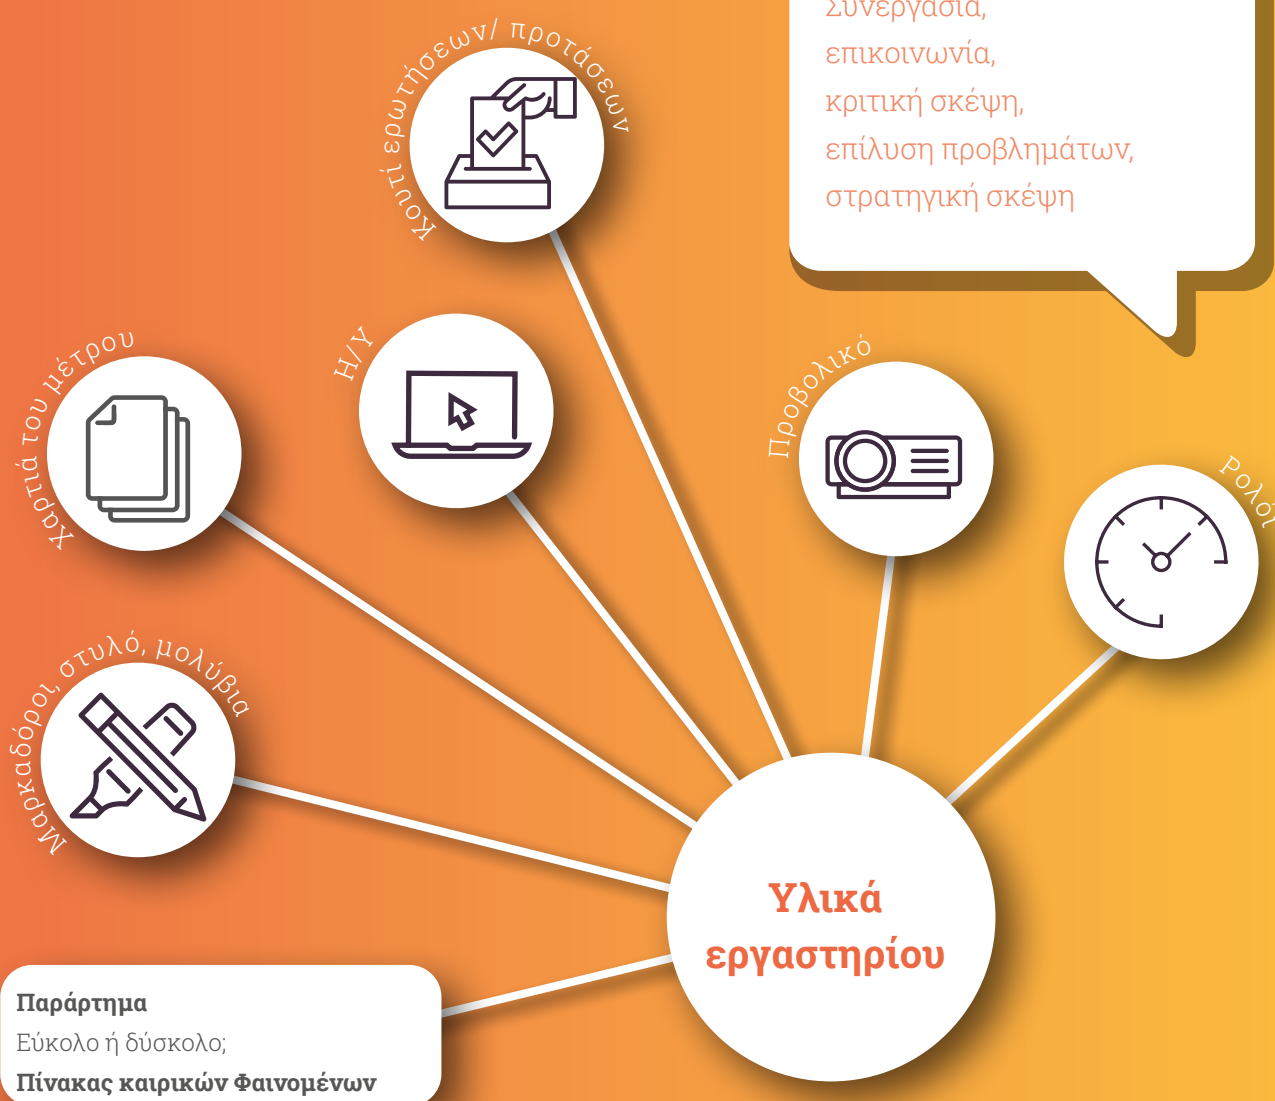 Συνεργασία,
επικοινωνία,
κριτική σκέψη,
επίλυση προβλημάτων,
στρατηγική σκέψη
Κουτί ερωτήσεων/ προτάσεων
Η/Υ
Χαρτιά του μέτρου
Προβολικό
Ρολόι
Μαρκαδόροι, στυλό, μολύβια
Υλικά
εργαστηρίου
Παράρτημα
Εύκολο ή δύσκολο;
Πίνακας καιρικών Φαινομένων